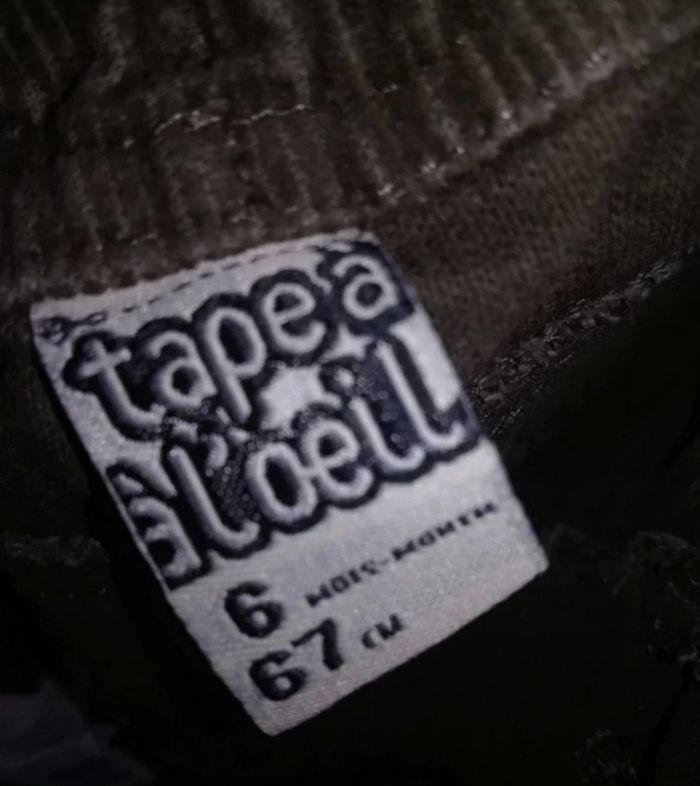 tape à
l'oeil
6 MOIS-MONTH
67 CM